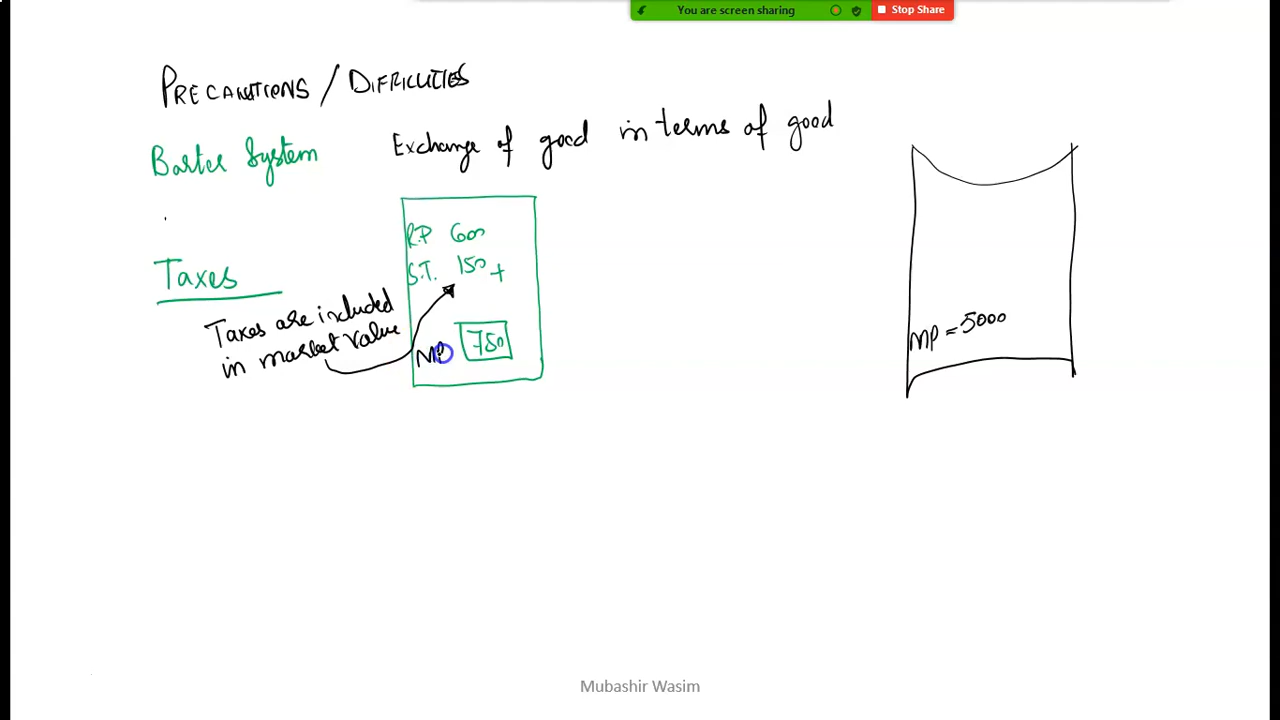 You are screen sharing
Stop Share
PRECAUTIONS / DIFFICULTIES
Barter System
Exchange of good in terms of good
R.P 600
S.T. 150 +
Taxes
Taxes are included
in market value
MP 750
MP = 5000
Mubashir Wasim